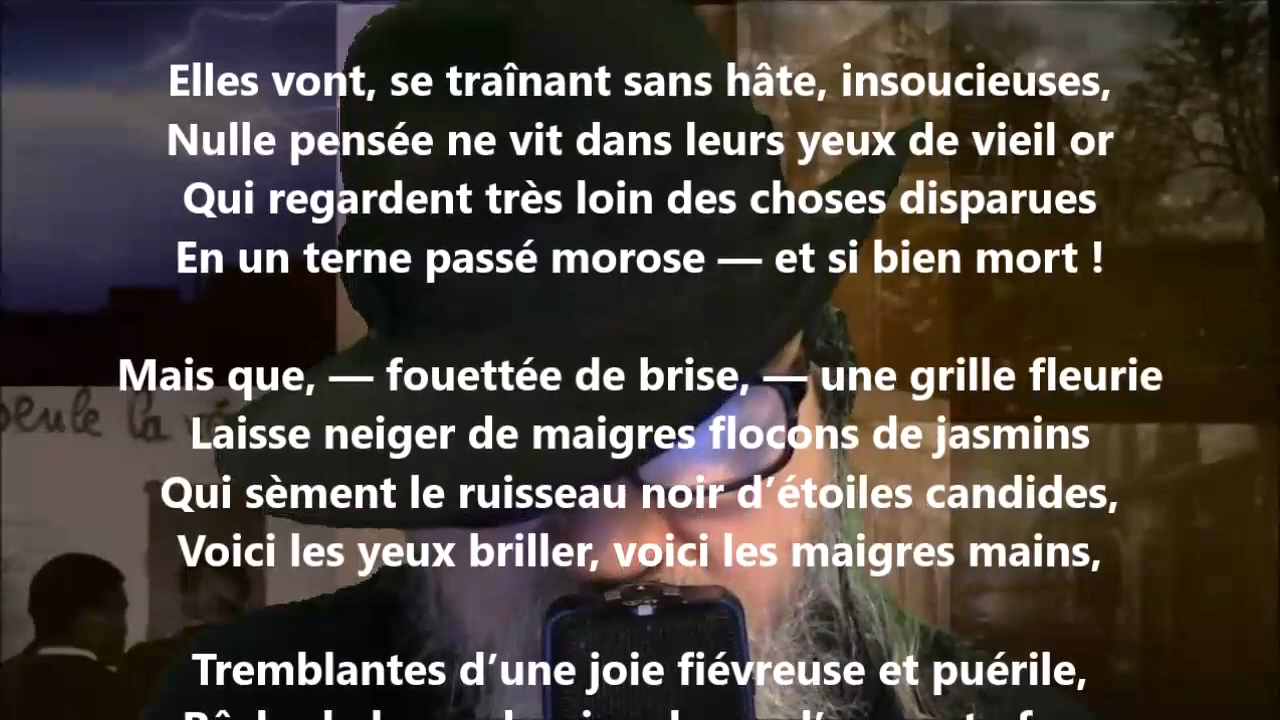 Elles vont, se traînant sans hâte, insoucieuses,
Nulle pensée ne vit dans leurs yeux de vieil or
Qui regardent très loin des choses disparues
En un terne passé morose — et si bien mort !
Mais que, — fouettée de brise, — une grille fleurie
Laisse neiger de maigres flocons de jasmins
Qui sèment le ruisseau noir d’étoiles candides,
Voici les yeux briller, voici les maigres mains,
Tremblantes d’une joie fiévreuse et puérile,
seule la